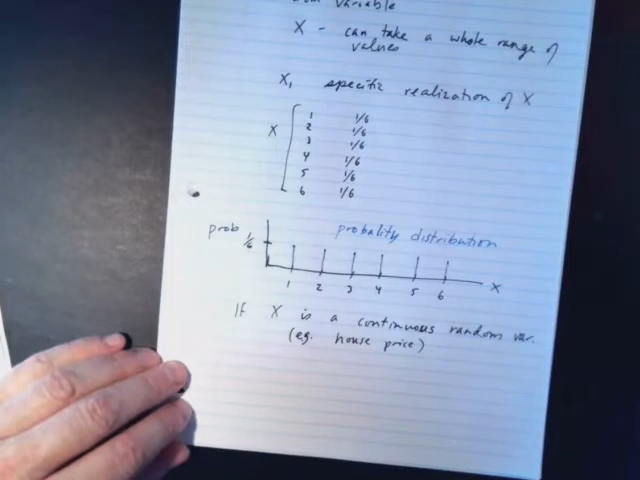 variable
X - can take a whole range of
values
X₁ specific realization of X
X
1 1/6
2 1/6
3 1/6
4 1/6
5 1/6
6 1/6
prob 1/6
probality distribution
1 2 3 4 5 6 X
If X is a continuous random var.
(eg. house price)